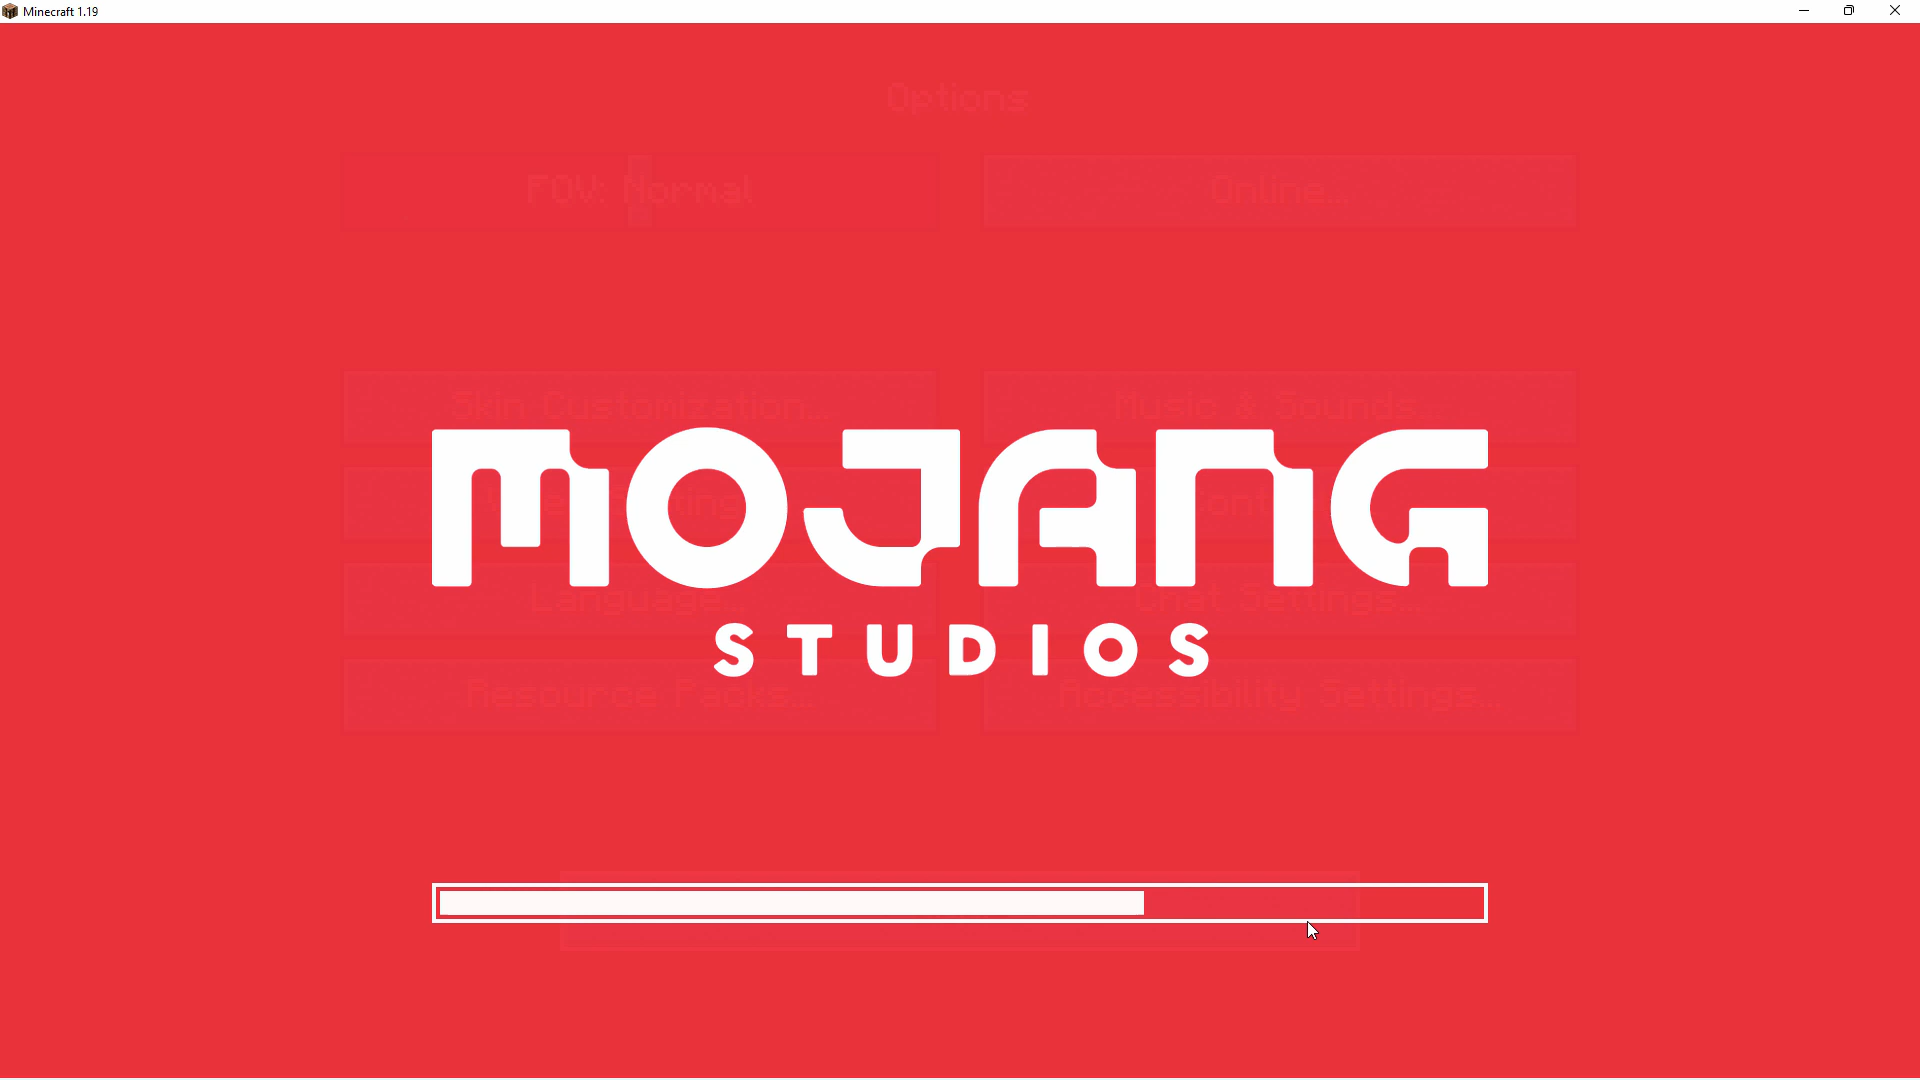 Minecraft 1.19
Options
FOV: Normal
Online...
Skin Customization...
Music & Sounds...
MOJANG
Language...
Chat Settings...
STUDIOS
Resource Packs...
Accessibility Settings...